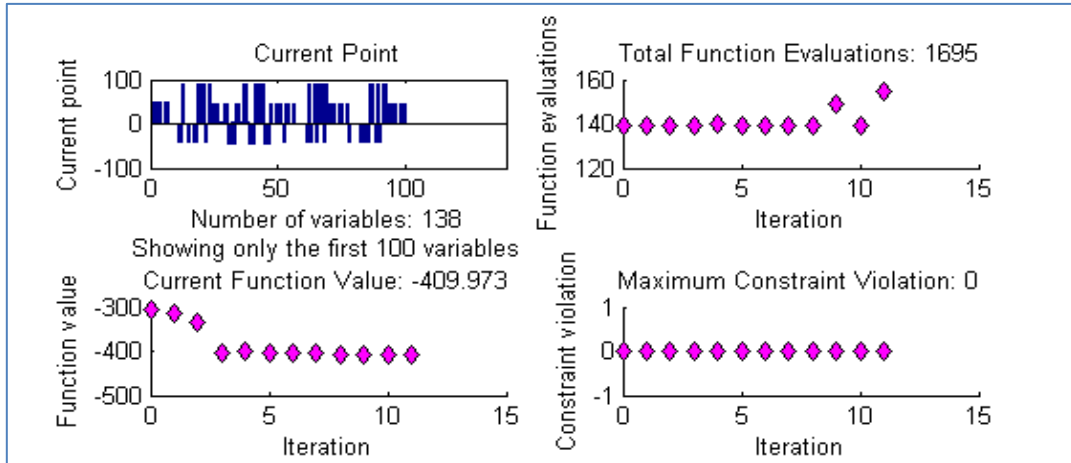 Current Point
Current point
100
0
-100
0
50
100
Number of variables: 138
Showing only the first 100 variables
Total Function Evaluations: 1695
Function evaluations
160
140
120
0
5
10
15
Iteration
Current Function Value: -409.973
Function value
-300
-400
-500
0
5
10
15
Iteration
Maximum Constraint Violation: 0
Constraint violation
1
0
-1
0
5
10
15
Iteration